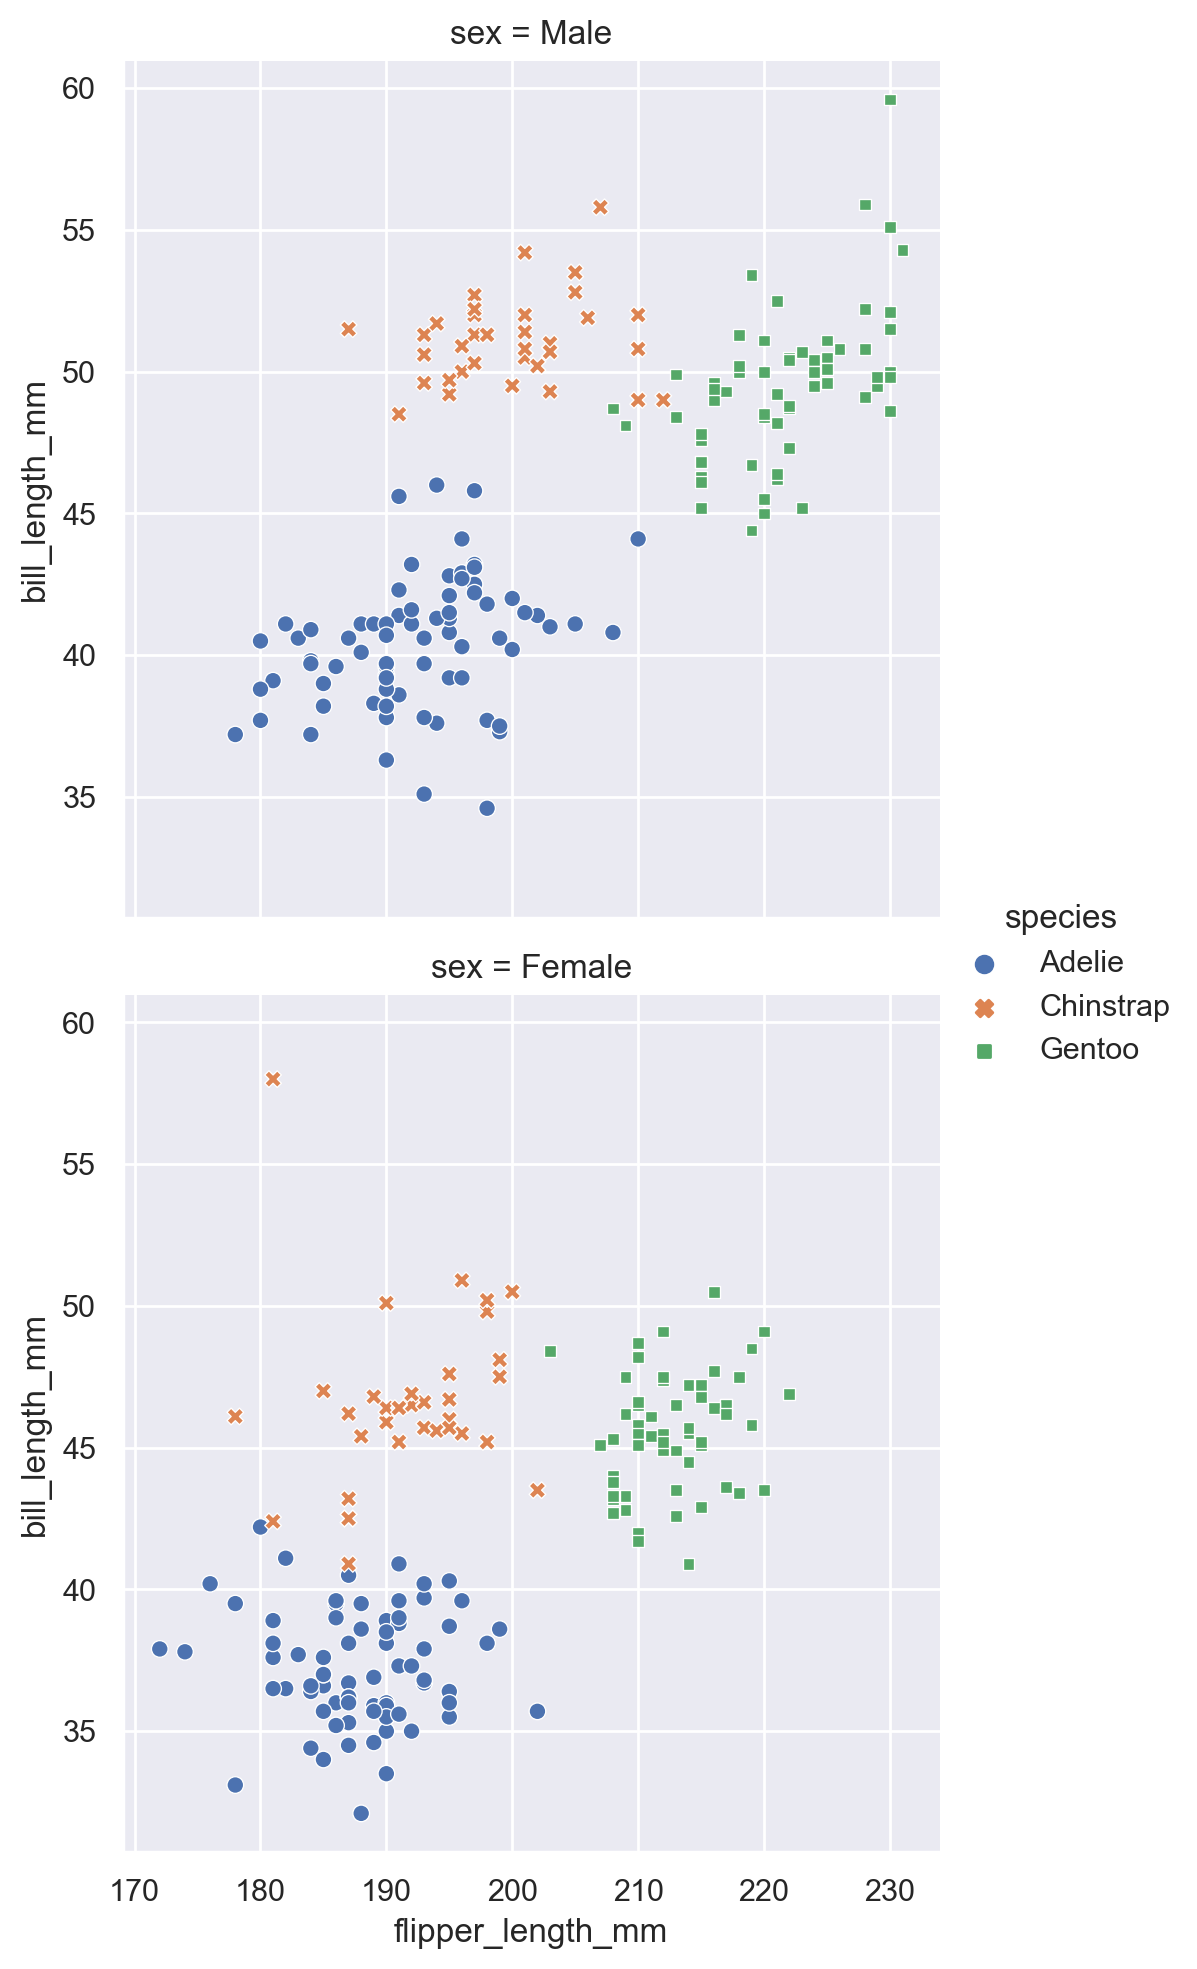 sex = Male
60
55
50
45
40
35
bill_length_mm
species
Adelie
Chinstrap
Gentoo
sex = Female
60
55
50
45
40
35
bill_length_mm
170 180 190 200 210 220 230
flipper_length_mm